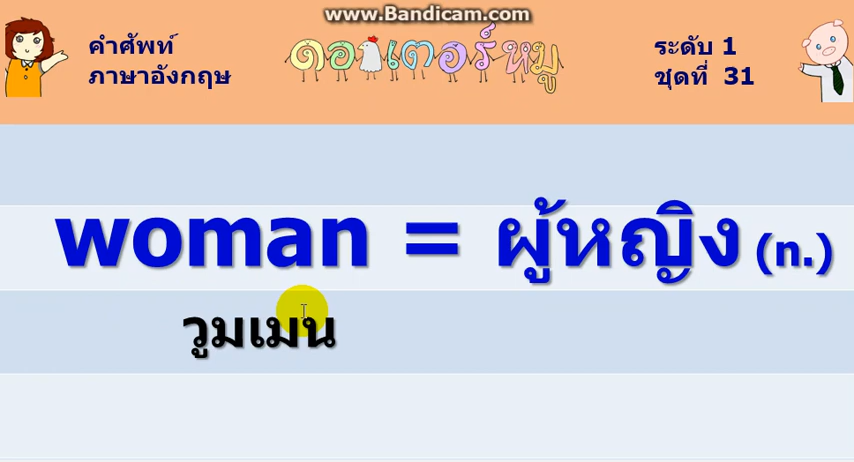 www.Bandicam.com
คำศัพท์
ภาษาอังกฤษ
ดอกเตอร์หมู
ระดับ 1
ชุดที่ 31
woman = ผู้หญิง (n.)
วูมเมน